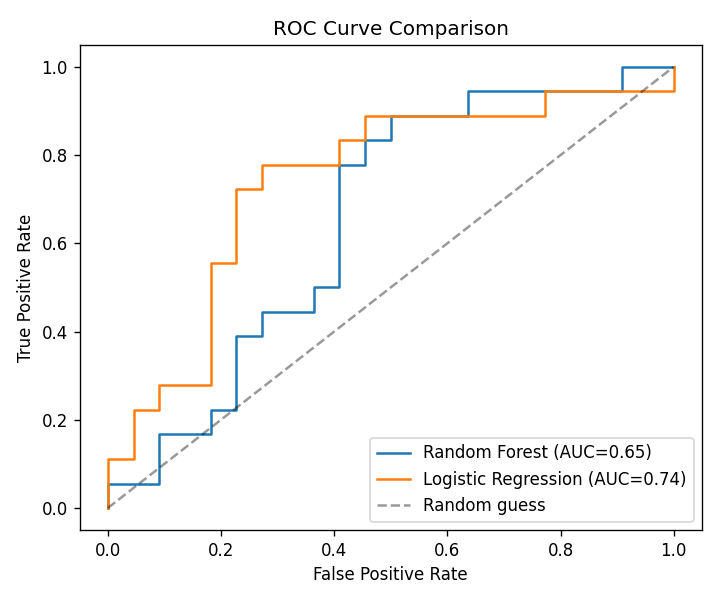 ROC Curve Comparison
True Positive Rate
1.0
0.8
0.6
0.4
0.2
0.0
Random Forest (AUC=0.65)
Logistic Regression (AUC=0.74)
Random guess
0.0 0.2 0.4 0.6 0.8 1.0
False Positive Rate